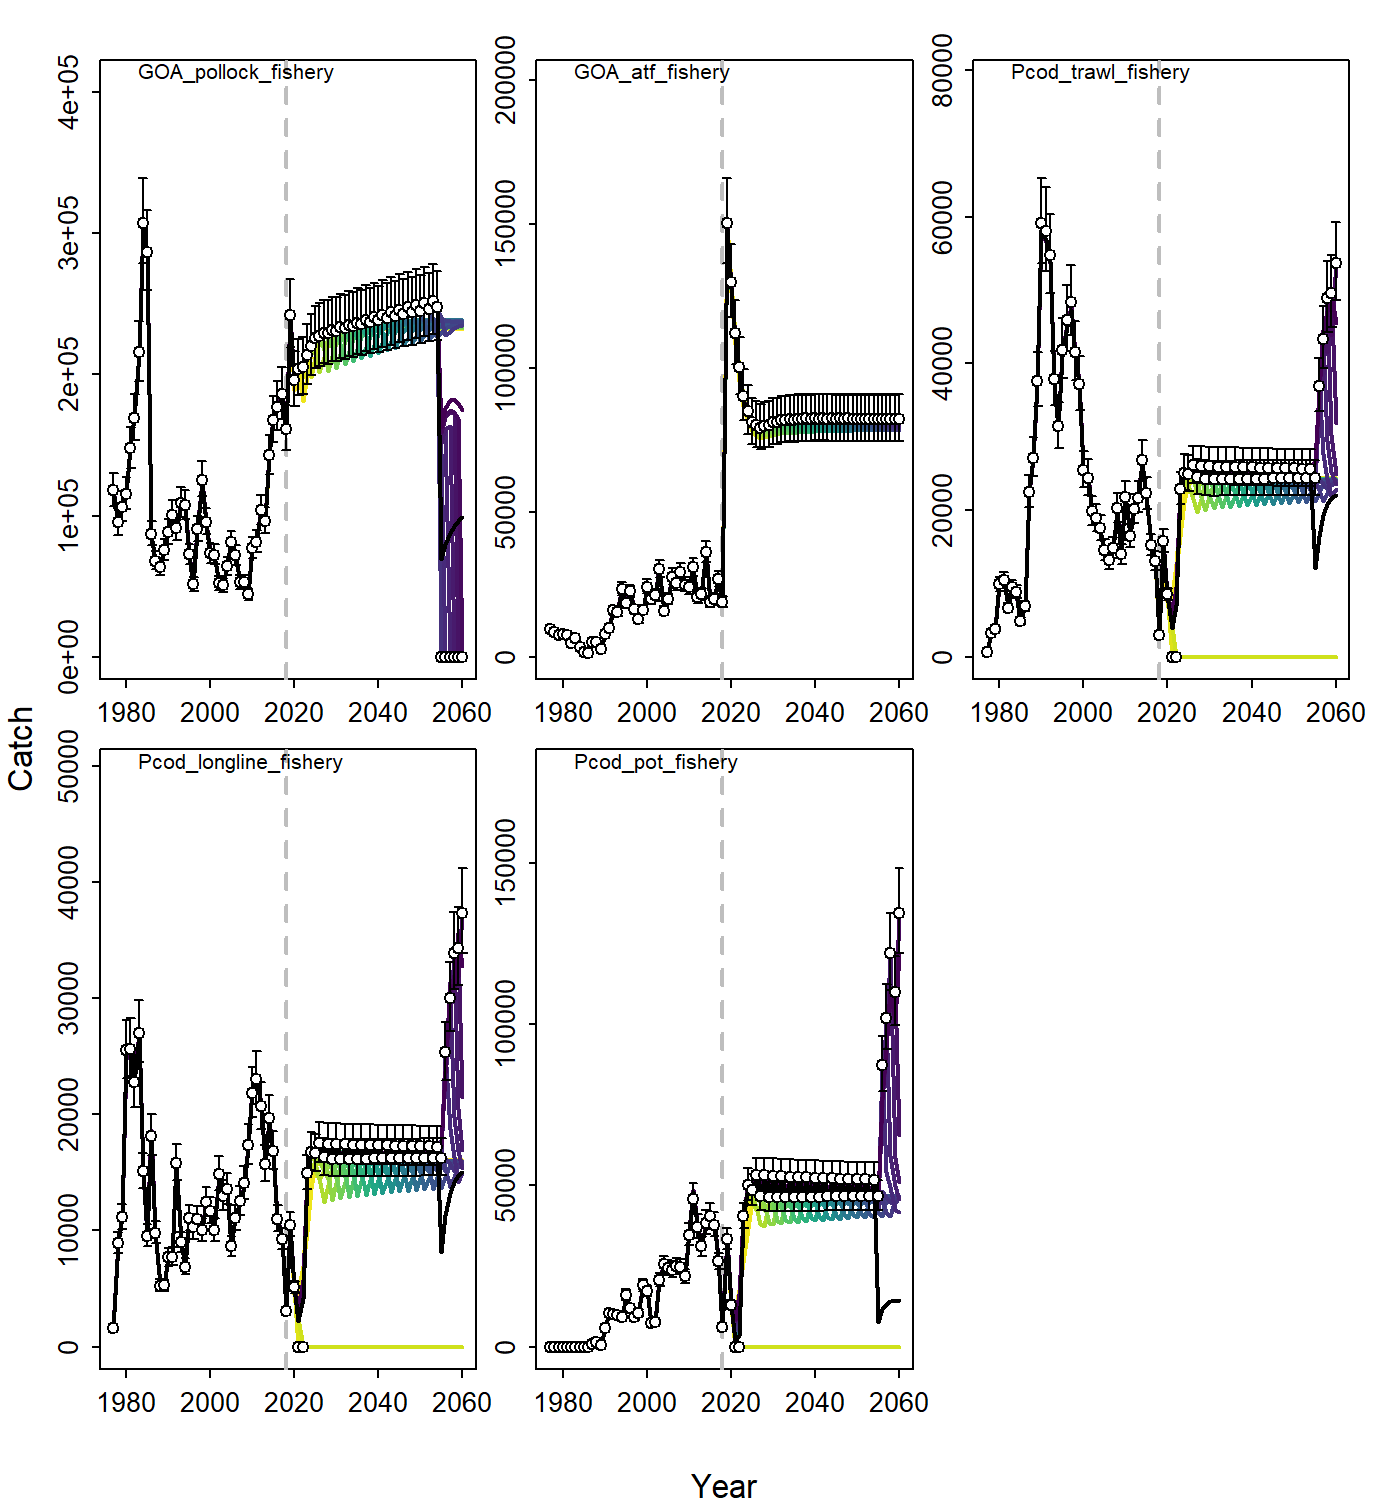 GOA_pollock_fishery
0e+00 1e+05 2e+05 3e+05 4e+05
1980 2000 2020 2040 2060
GOA_atf_fishery
0 50000 100000 150000 200000
1980 2000 2020 2040 2060
Pcod_trawl_fishery
0 20000 40000 60000 80000
1980 2000 2020 2040 2060
Catch
Pcod_longline_fishery
0 10000 20000 30000 40000 50000
1980 2000 2020 2040 2060
Pcod_pot_fishery
0 50000 100000 150000
1980 2000 2020 2040 2060
Year